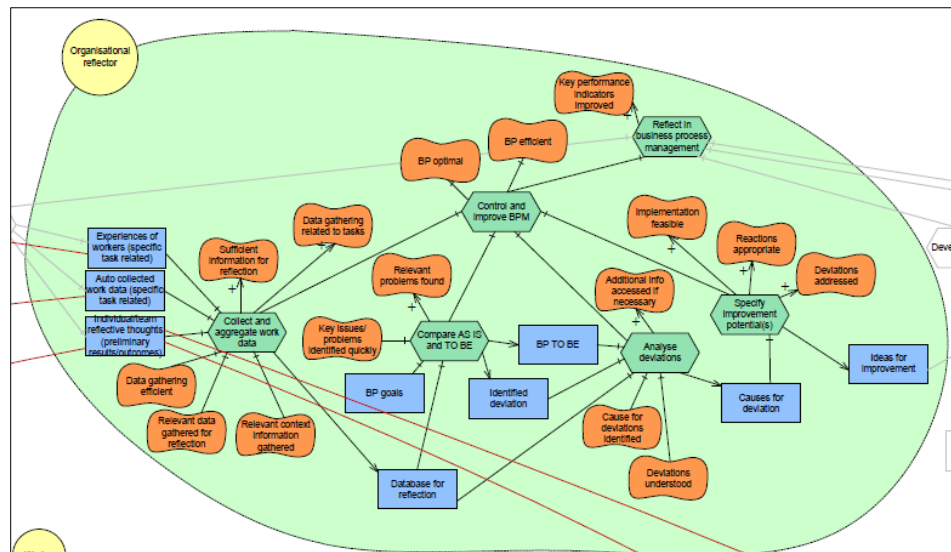 Organisational
reflector
Key performance
indicators
improved
Reflect in
business process
management
BP efficient
BP optimal
Control and
improve BPM
Implementation
feasible
Reactions
appropriate
Deviations
addressed
Data gathering
related to tasks
Experiences of
workers (specific
task related)
Sufficient
information for
reflection
Auto collected
work data (specific
task related)
Relevant
problems found
Additional info
accessed if
necessary
Specify
improvement
potential(s)
Individual/team
reflective thoughts
(preliminary
results/outcomes)
Collect and
aggregate work
data
Key issues/
problems
identified quickly
Compare AS IS
and TO BE
BP TO BE
Analyse
deviations
Ideas for
improvement
Data gathering
efficient
BP goals
Identified
deviation
Causes for
deviation
Relevant data
gathered for
reflection
Relevant context
information
gathered
Cause for
deviations
identified
Database for
reflection
Deviations
understood
Deve